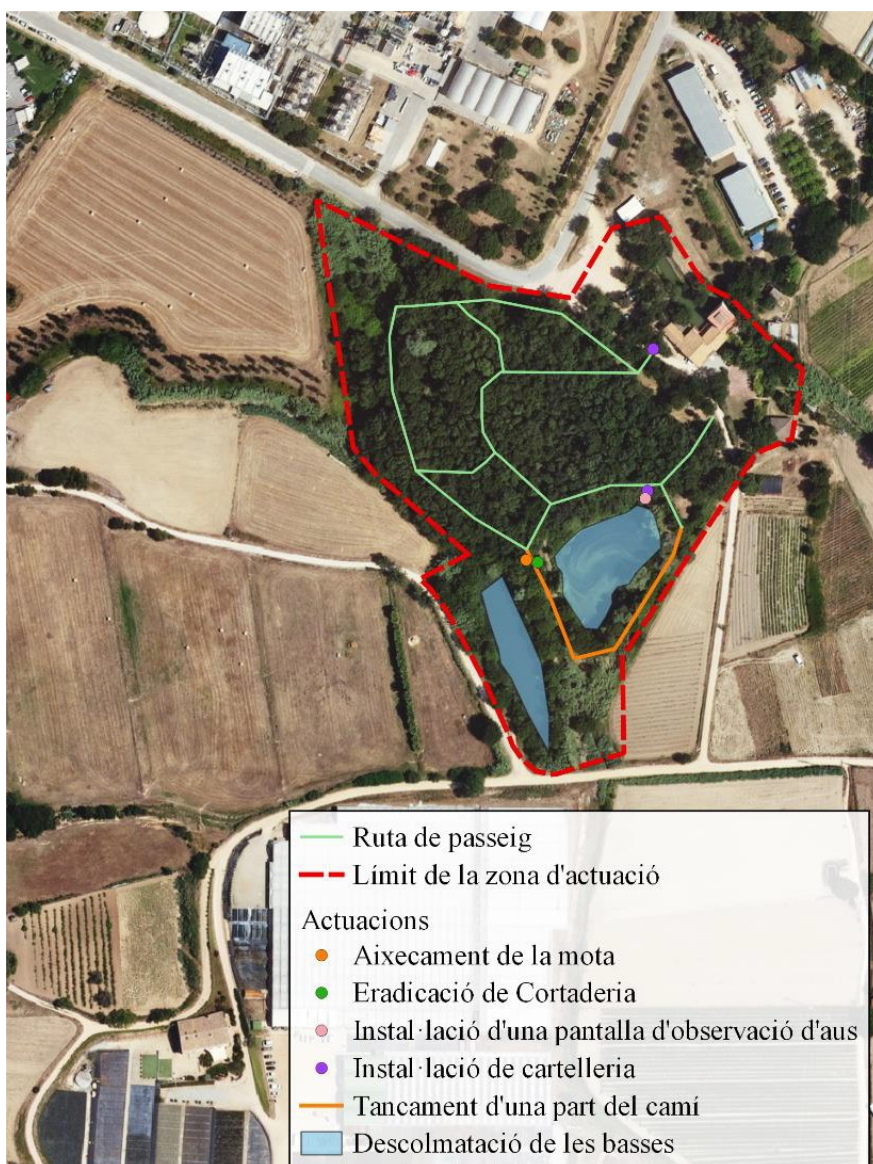 Ruta de passeig
Límit de la zona d'actuació
Actuacions
Aixecament de la mota
Eradicació de Cortaderia
Instal·lació d'una pantalla d'observació d'aus
Instal·lació de cartelleria
Tancament d'una part del camí
Descolmatació de les basses